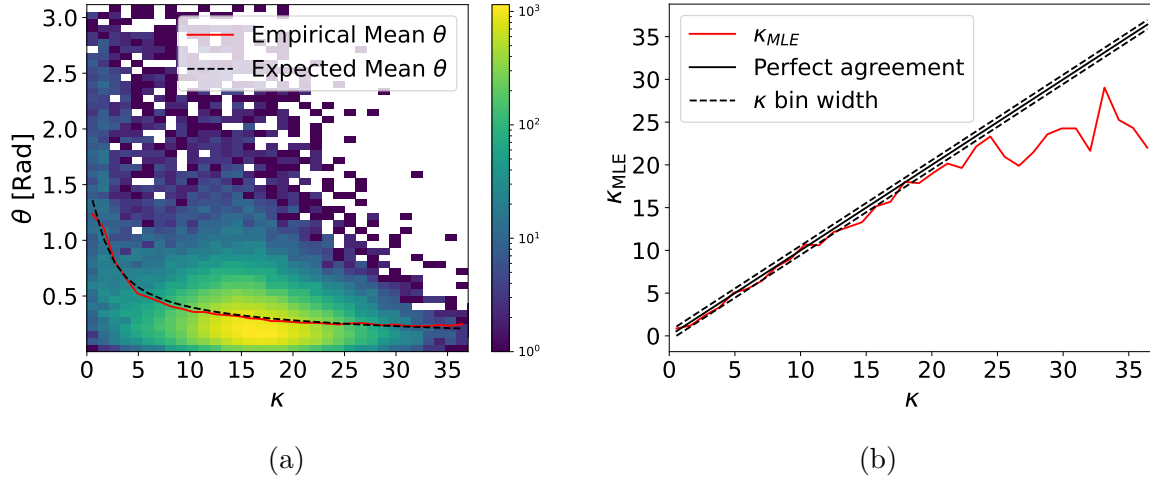 Empirical Mean θ
Expected Mean θ
3.0
2.5
2.0
1.5
1.0
0.5
θ [Rad]
0 5 10 15 20 25 30 35
κ
10³
10²
10¹
10⁰
(a)
κ_MLE
Perfect agreement
κ bin width
35
30
25
20
15
10
5
0
κ_MLE
0 5 10 15 20 25 30 35
κ
(b)